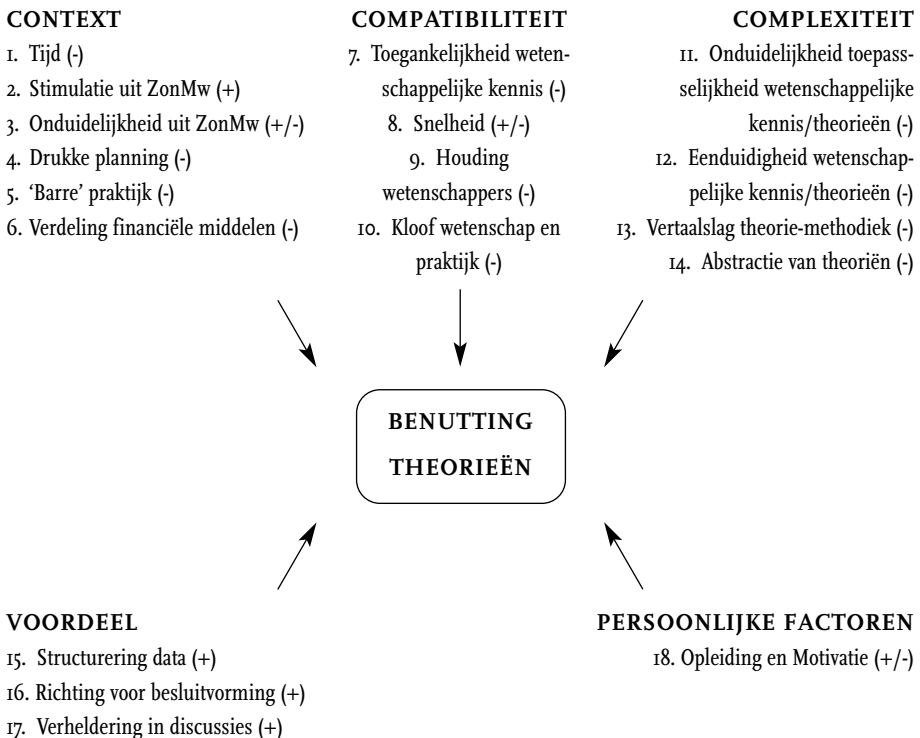 CONTEXT
1. Tijd (-)
2. Stimulatie uit ZonMw (+)
3. Onduidelijkheid uit ZonMw (+/-)
4. Drukke planning (-)
5. 'Barre' praktijk (-)
6. Verdeling financiële middelen (-)
COMPATIBILITEIT
7. Toegankelijkheid weten-
schappelijke kennis (-)
8. Snelheid (+/-)
9. Houding
wetenschappers (-)
10. Kloof wetenschap en
praktijk (-)
COMPLEXITEIT
11. Onduidelijkheid toepass-
selijkheid wetenschappelijke
kennis/theorieën (-)
12. Eenduidigheid wetenschap-
pelijke kennis/theorieën (-)
13. Vertaalslag theorie-methodiek (-)
14. Abstractie van theoriën (-)
BENUTTING
THEORIEËN
VOORDEEL
15. Structurering data (+)
16. Richting voor besluitvorming (+)
17. Verheldering in discussies (+)
PERSOONLIJKE FACTOREN
18. Opleiding en Motivatie (+/-)